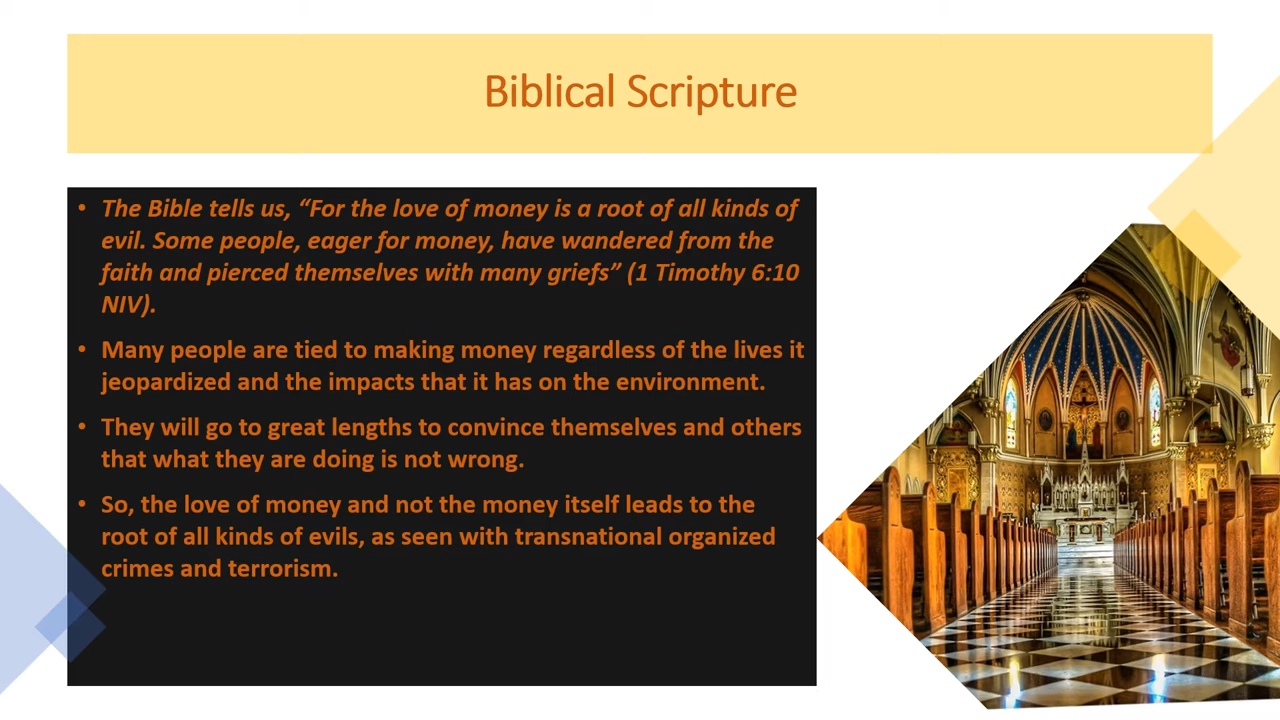 Biblical Scripture
• The Bible tells us, “For the love of money is a root of all kinds of
evil. Some people, eager for money, have wandered from the
faith and pierced themselves with many griefs” (1 Timothy 6:10
NIV).
• Many people are tied to making money regardless of the lives it
jeopardized and the impacts that it has on the environment.
• They will go to great lengths to convince themselves and others
that what they are doing is not wrong.
• So, the love of money and not the money itself leads to the
root of all kinds of evils, as seen with transnational organized
crimes and terrorism.